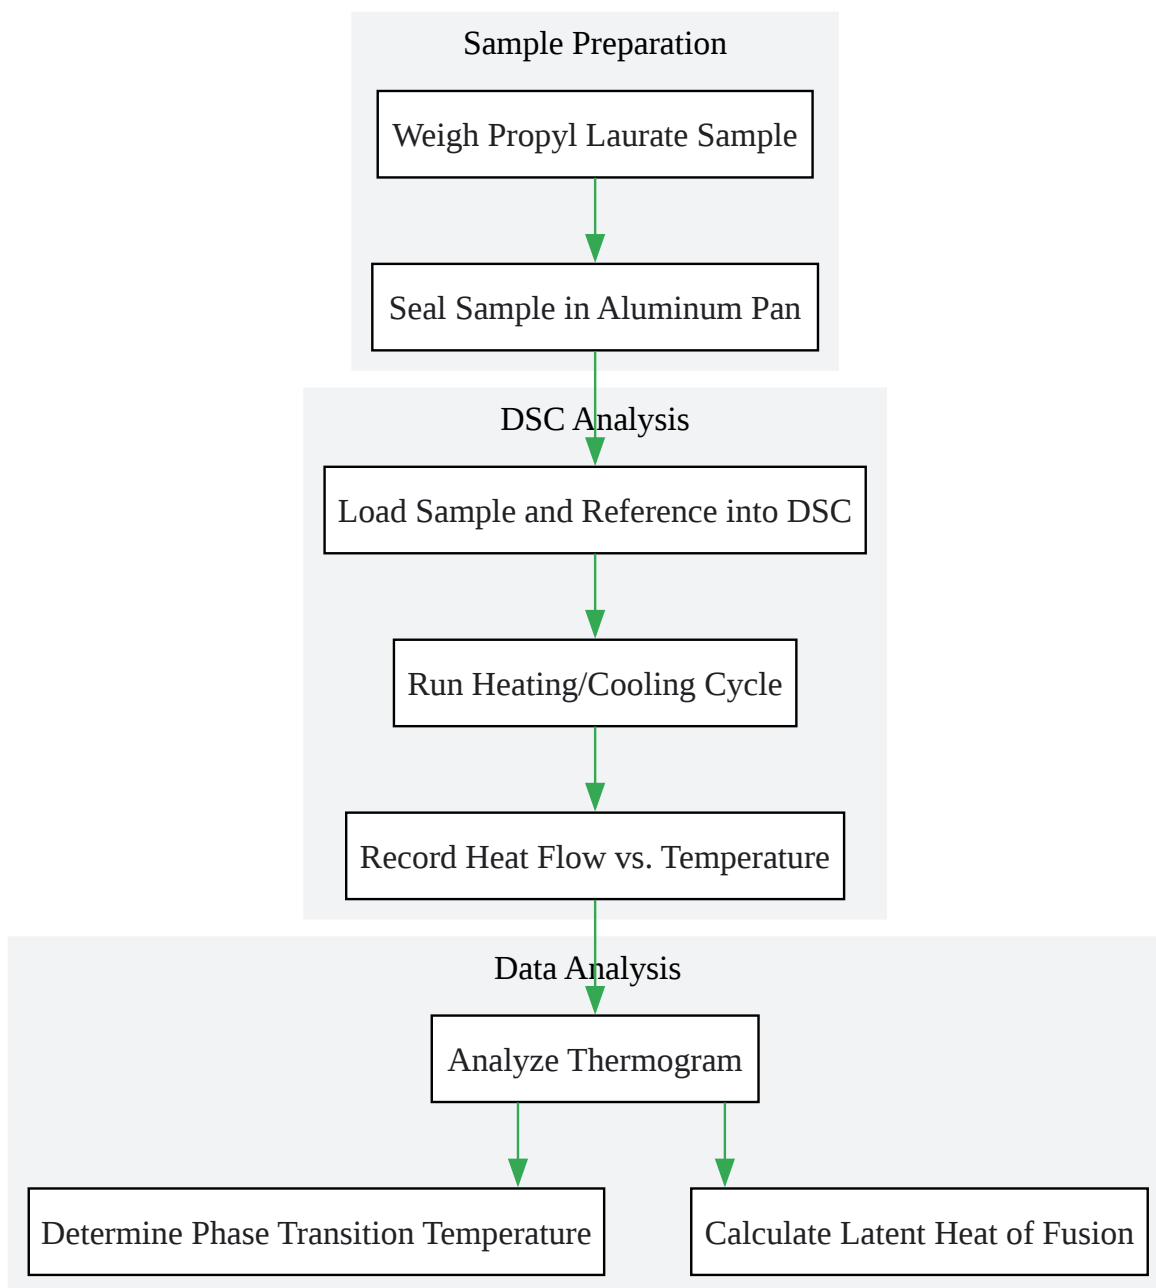 Sample Preparation
Weigh Propyl Laurate Sample
Seal Sample in Aluminum Pan
DSC Analysis
Load Sample and Reference into DSC
Run Heating/Cooling Cycle
Record Heat Flow vs. Temperature
Data Analysis
Analyze Thermogram
Determine Phase Transition Temperature
Calculate Latent Heat of Fusion